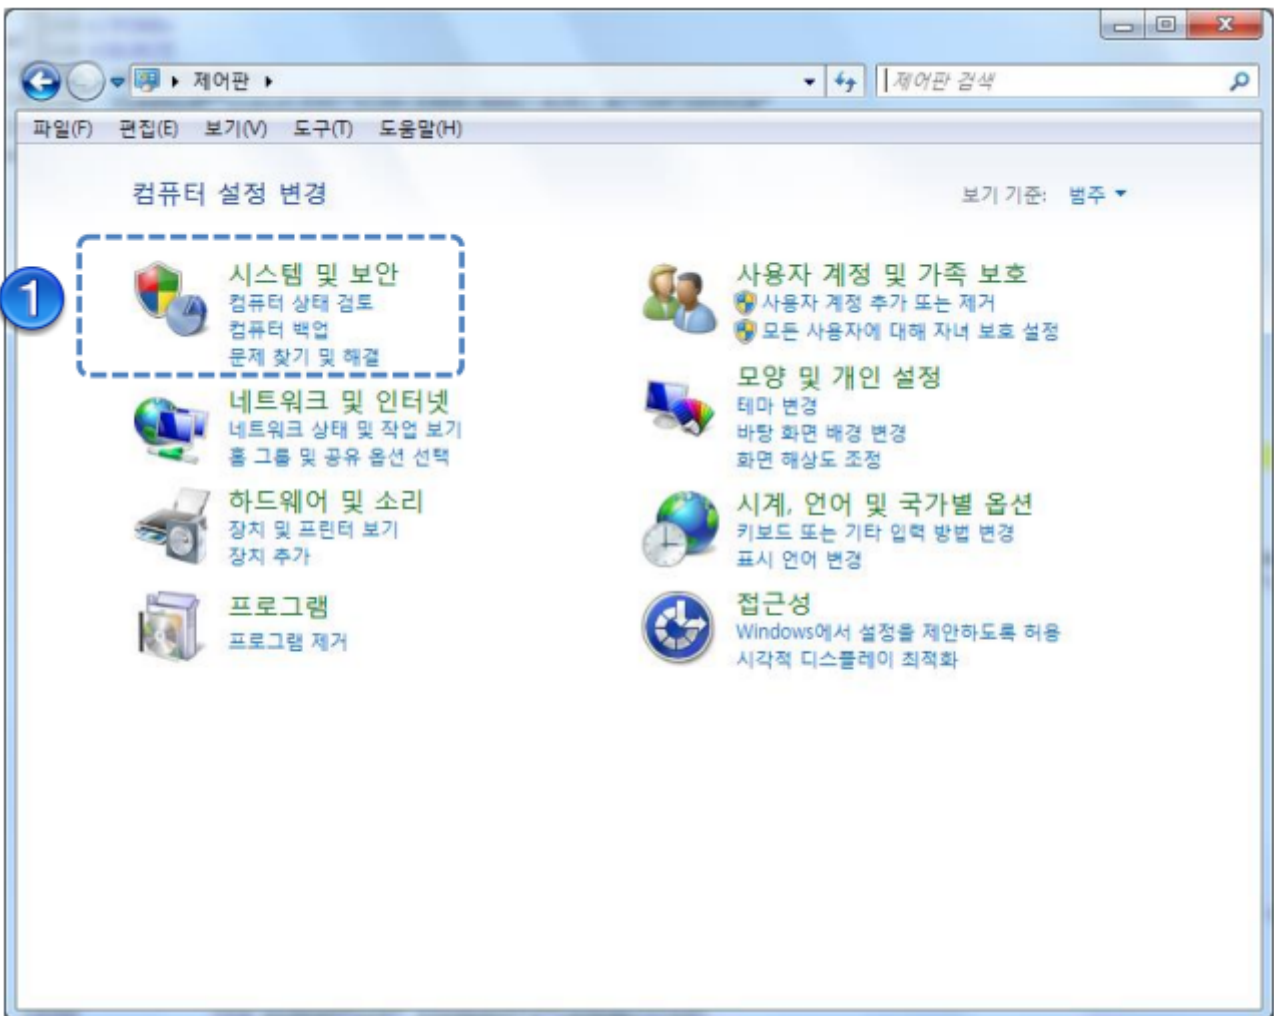 제어판
제어판 검색
파일(F) 편집(E) 보기(V) 도구(T) 도움말(H)
컴퓨터 설정 변경
보기 기준: 범주
1
시스템 및 보안
컴퓨터 상태 검토
컴퓨터 백업
문제 찾기 및 해결
네트워크 및 인터넷
네트워크 상태 및 작업 보기
홈 그룹 및 공유 옵션 선택
하드웨어 및 소리
장치 및 프린터 보기
장치 추가
프로그램
프로그램 제거
사용자 계정 및 가족 보호
사용자 계정 추가 또는 제거
모든 사용자에 대해 자녀 보호 설정
모양 및 개인 설정
테마 변경
바탕 화면 배경 변경
화면 해상도 조정
시계, 언어 및 국가별 옵션
키보드 또는 기타 입력 방법 변경
표시 언어 변경
접근성
Windows에서 설정을 제안하도록 허용
시각적 디스플레이 최적화